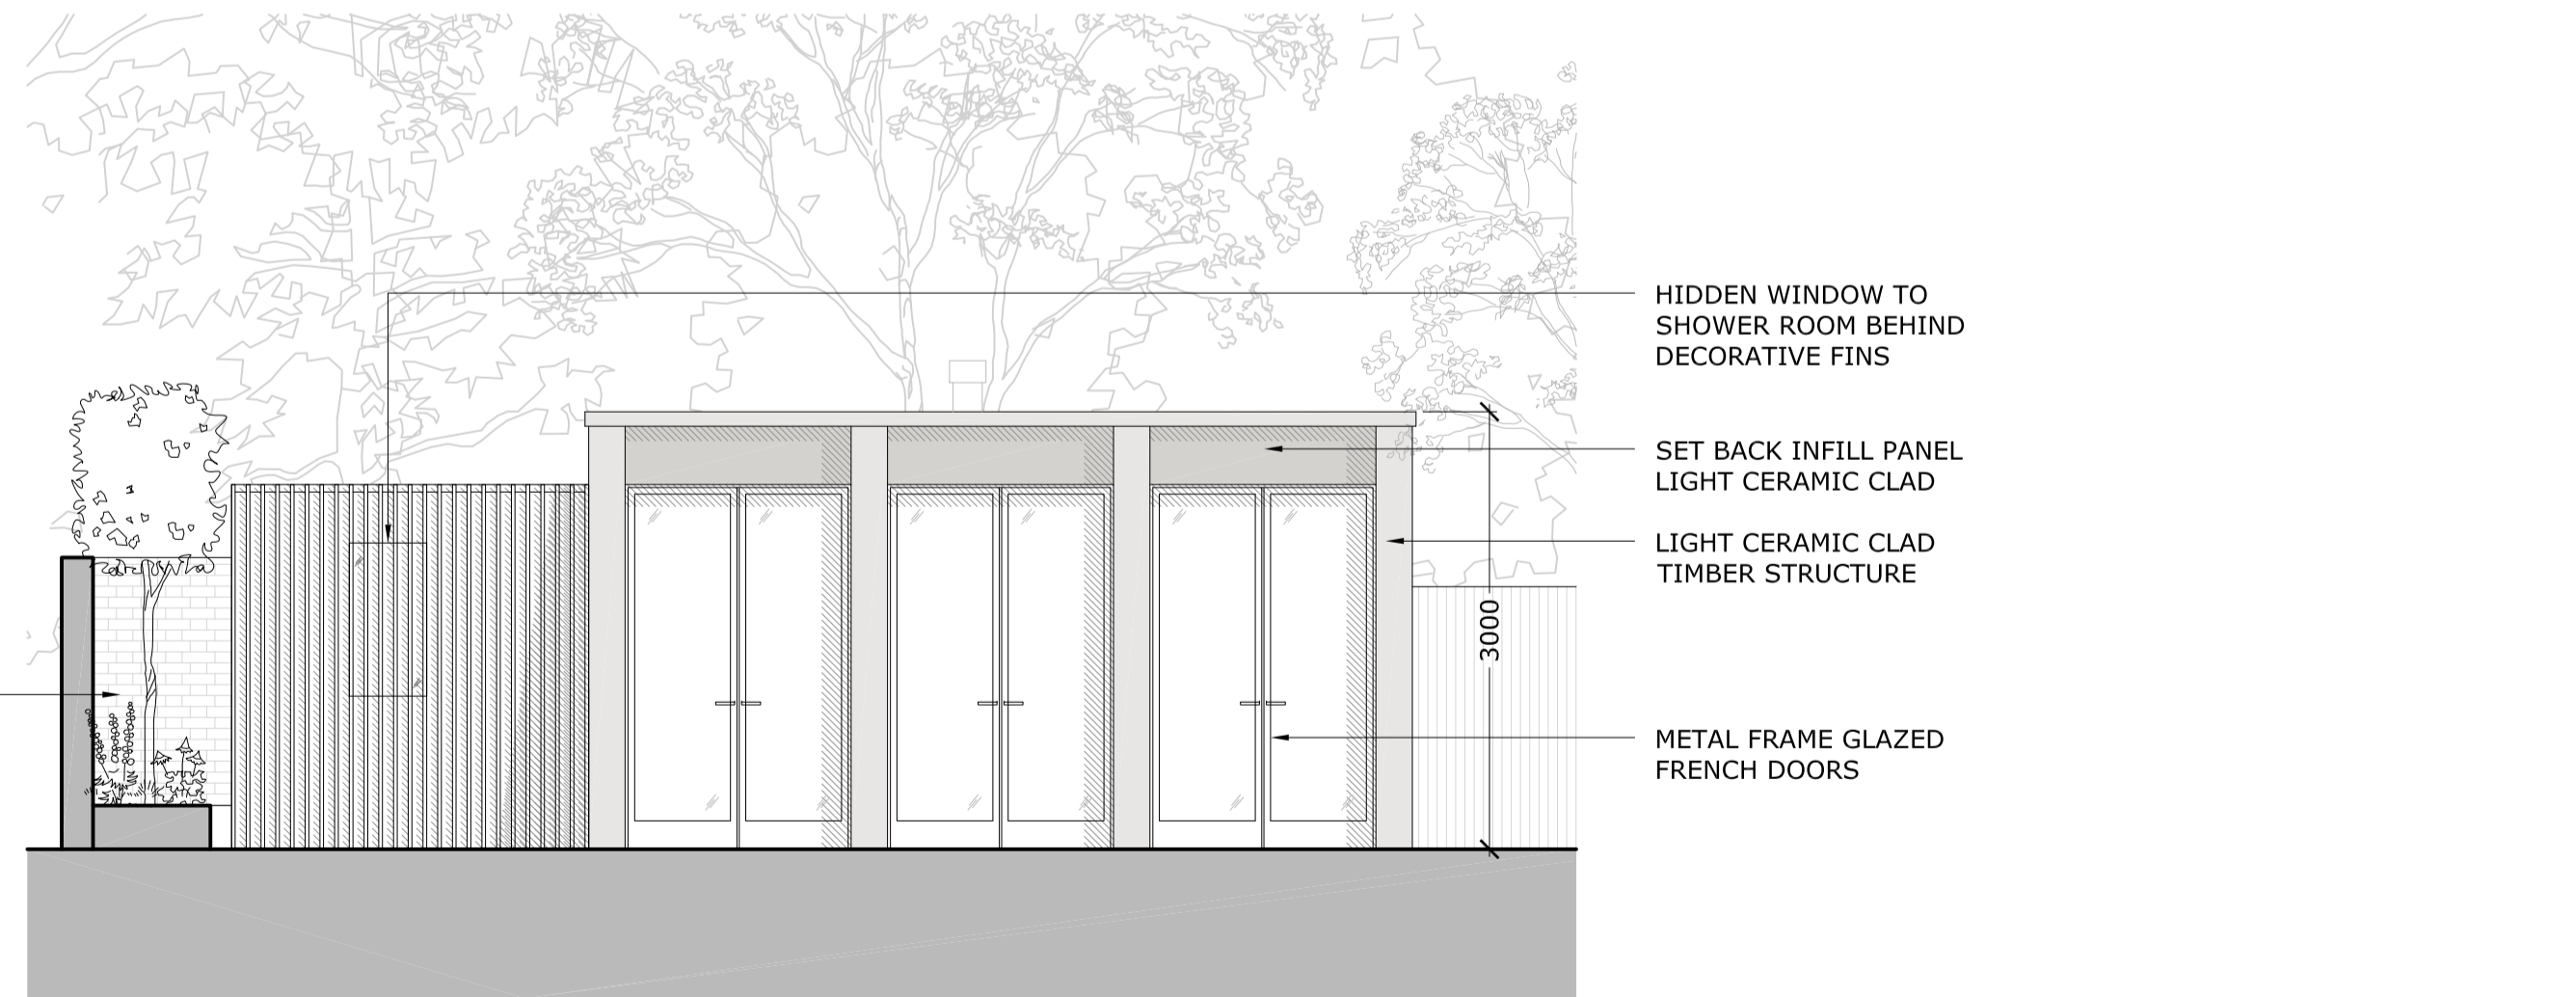 HIDDEN WINDOW TO
SHOWER ROOM BEHIND
DECORATIVE FINS
SET BACK INFILL PANEL
LIGHT CERAMIC CLAD
LIGHT CERAMIC CLAD
TIMBER STRUCTURE
3000
METAL FRAME GLAZED
FRENCH DOORS